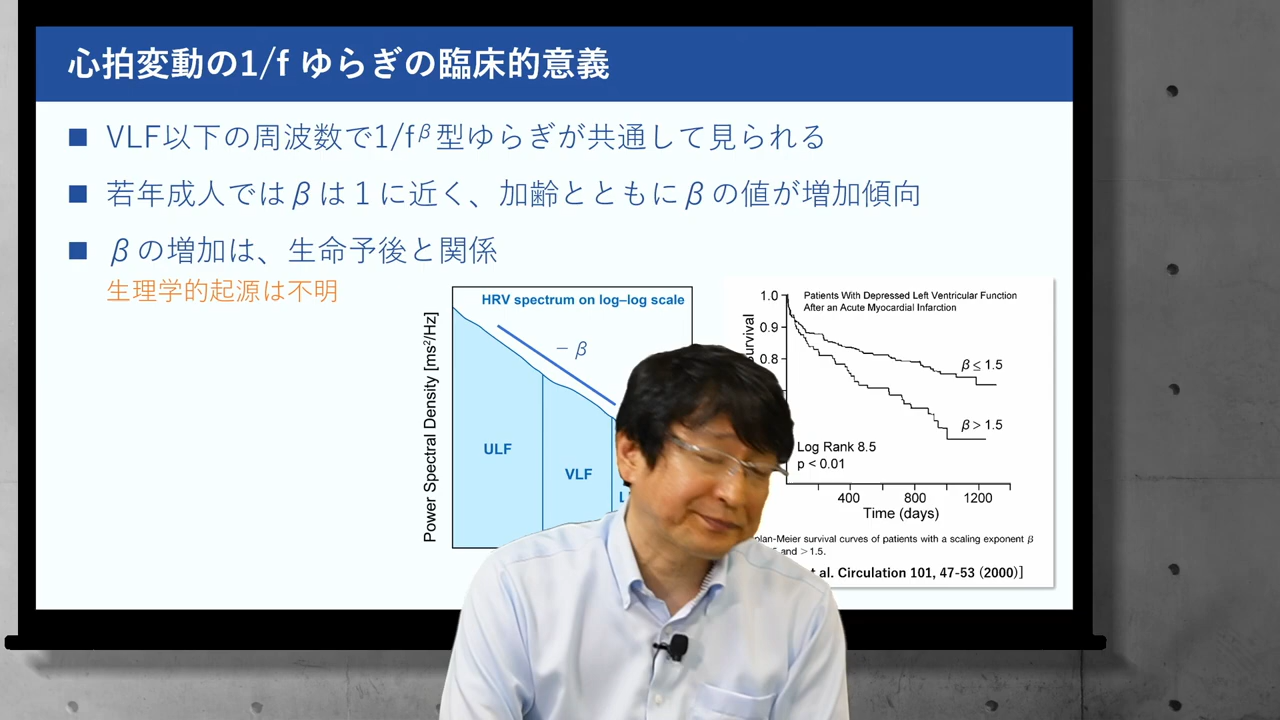 心拍変動の1/f ゆらぎの臨床的意義
■ VLF以下の周波数で1/fᵝ型ゆらぎが共通して見られる
■ 若年成人ではβは１に近く、加齢とともにβの値が増加傾向
■ βの増加は、生命予後と関係
生理学的起源は不明
HRV spectrum on log–log scale
Power Spectral Density [ms²/Hz]
− β
ULF
VLF
Patients With Depressed Left Ventricular Function
After an Acute Myocardial Infarction
1.0
0.9
0.8
β ≤ 1.5
β > 1.5
Log Rank 8.5
p < 0.01
400 800 1200
Time (days)
survival curves of patients with a scaling exponent β
and > 1.5.
al. Circulation 101, 47-53 (2000)]